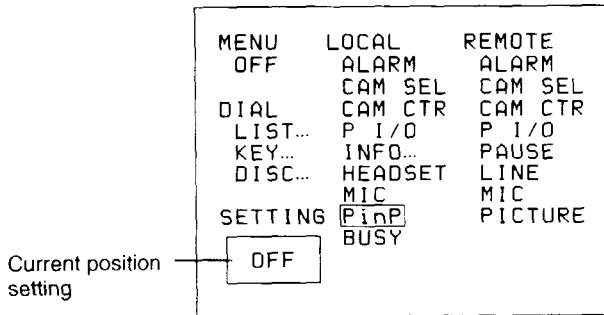 MENU LOCAL REMOTE
OFF ALARM ALARM
CAM SEL CAM SEL
DIAL CAM CTR CAM CTR
LIST… P I/O P I/O
KEY… INFO… PAUSE
DISC… HEADSET LINE
MIC MIC
SETTING PinP PICTURE
BUSY
OFF
Current position
setting